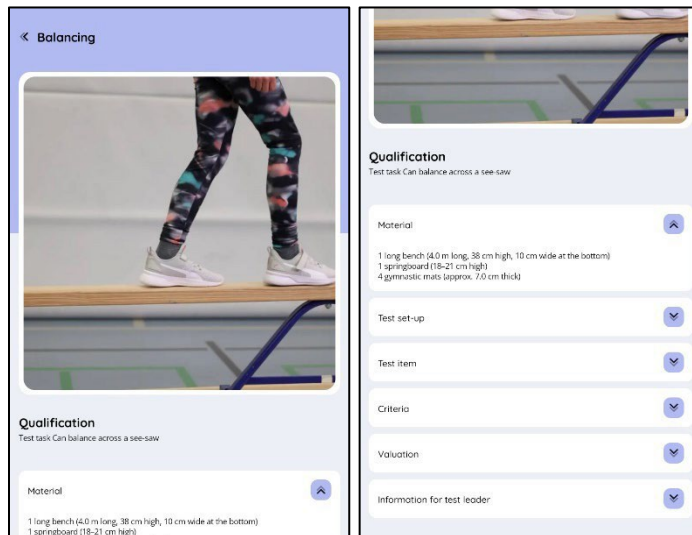 Balancing
Qualification
Test task Can balance across a see-saw
Material
1 long bench (4.0 m long, 38 cm high, 10 cm wide at the bottom)
1 springboard (18–21 cm high)
Qualification
Test task Can balance across a see-saw
Material
1 long bench (4.0 m long, 38 cm high, 10 cm wide at the bottom)
1 springboard (18–21 cm high)
4 gymnastic mats (approx. 7.0 cm thick)
Test set-up
Test item
Criteria
Valuation
Information for test leader